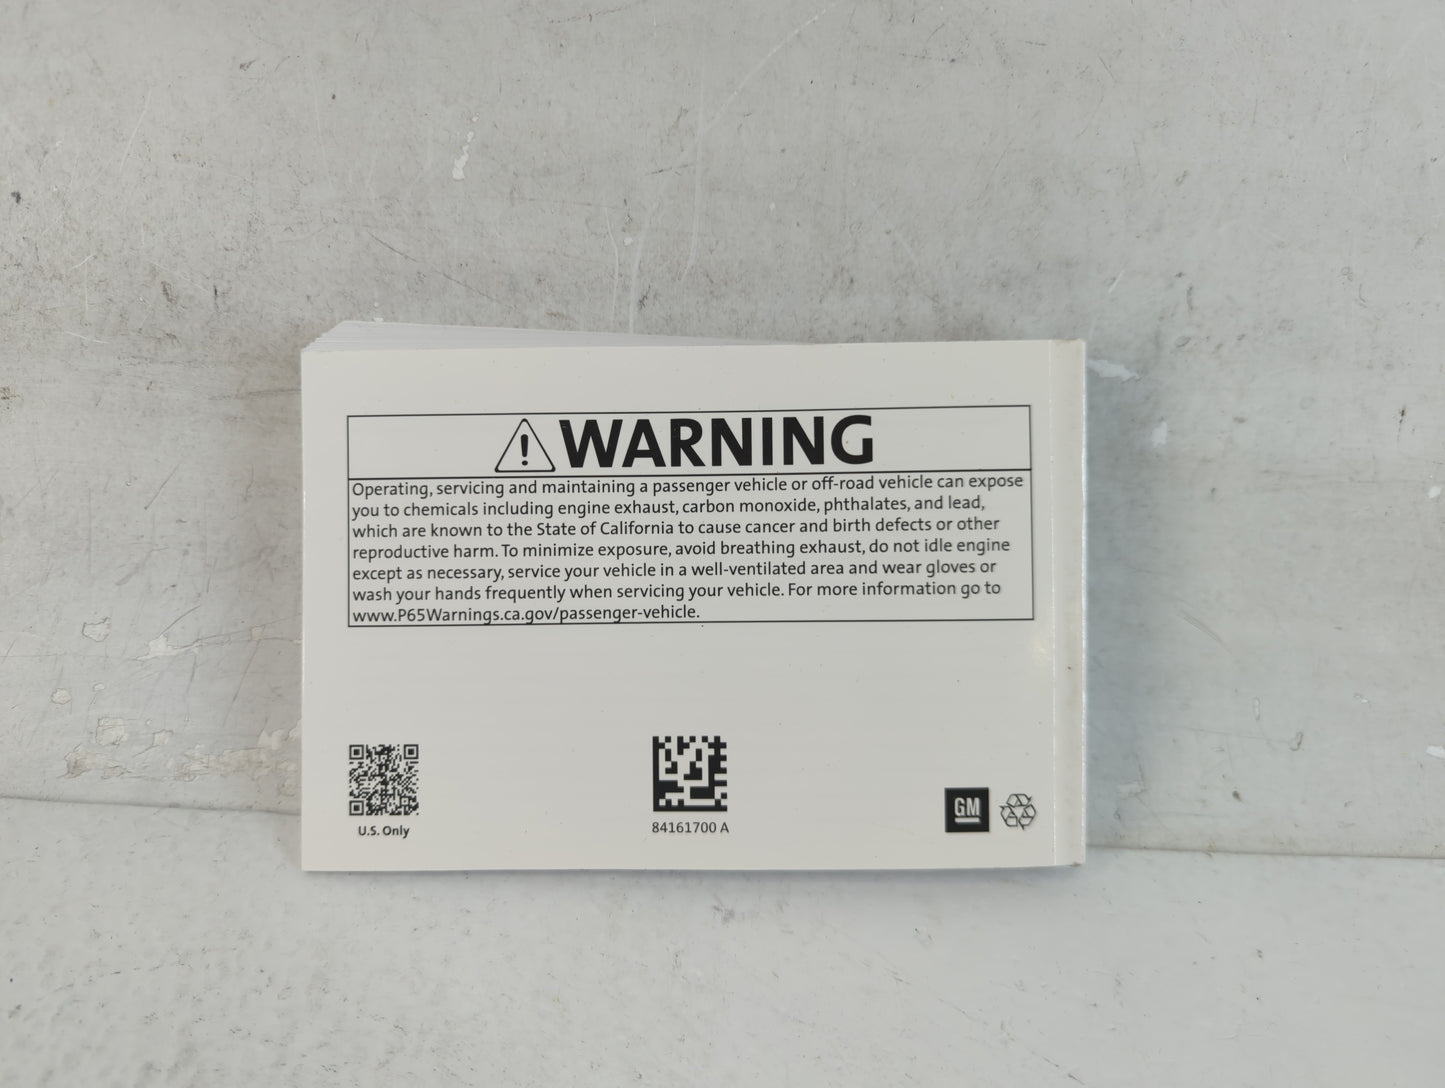 WARNING
Operating, servicing and maintaining a passenger vehicle or off-road vehicle can expose
you to chemicals including engine exhaust, carbon monoxide, phthalates, and lead,
which are known to the State of California to cause cancer and birth defects or other
reproductive harm. To minimize exposure, avoid breathing exhaust, do not idle engine
except as necessary, service your vehicle in a well-ventilated area and wear gloves or
wash your hands frequently when servicing your vehicle. For more information go to
www.P65Warnings.ca.gov/passenger-vehicle.
U.S. Only
84161700 A
GM